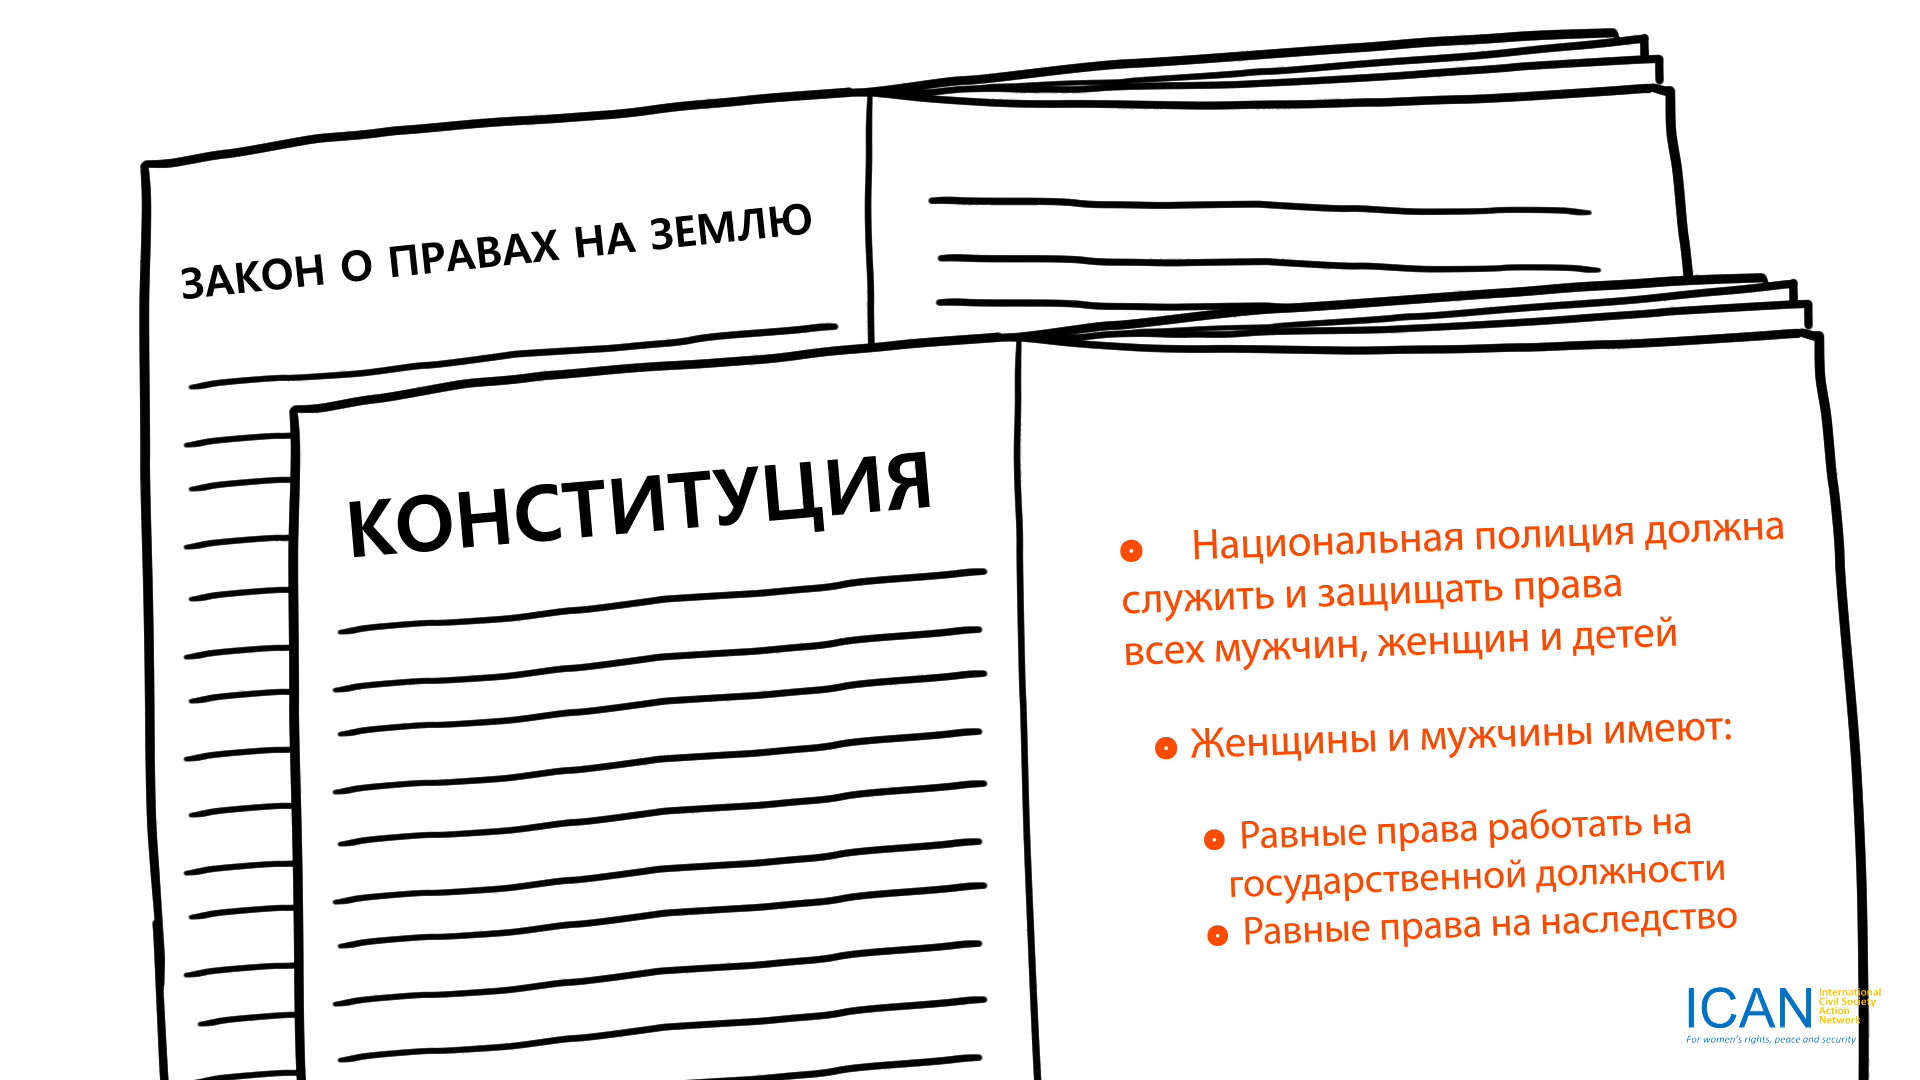 ЗАКОН О ПРАВАХ НА ЗЕМЛЮ
КОНСТИТУЦИЯ
Национальная полиция должна
служить и защищать права
всех мужчин, женщин и детей
Женщины и мужчины имеют:
Равные права работать на
государственной должности
Равные права на наследство
ICAN
International
Civil Society
Action
Network
For women's rights, peace and security